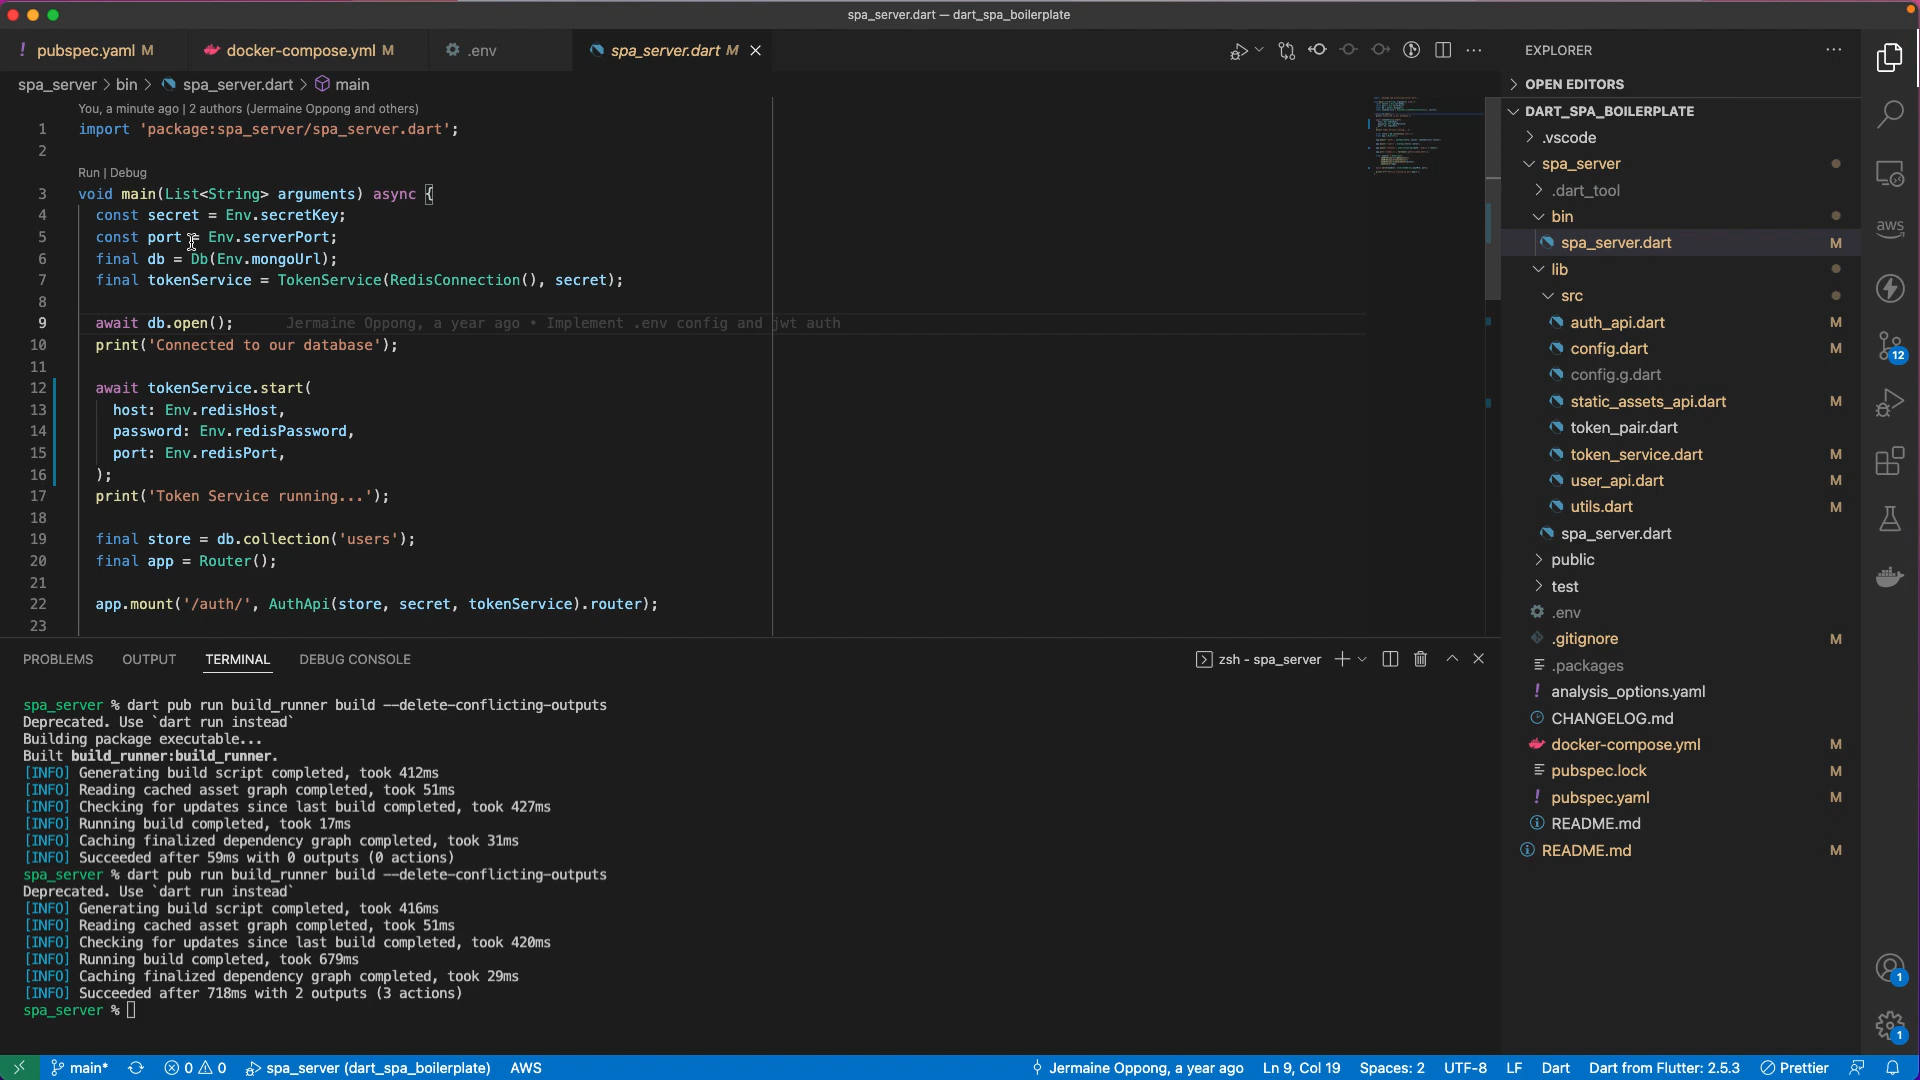 spa_server.dart — dart_spa_boilerplate
! pubspec.yaml M
docker-compose.yml M
.env
spa_server.dart M
EXPLORER
spa_server > bin > spa_server.dart > main
OPEN EDITORS
You, a minute ago | 2 authors (Jermaine Oppong and others)
1 import 'package:spa_server/spa_server.dart';
2
Run | Debug
3 void main(List<String> arguments) async {
4 const secret = Env.secretKey;
5 const port = Env.serverPort;
6 final db = Db(Env.mongoUrl);
7 final tokenService = TokenService(RedisConnection(), secret);
8
9 await db.open(); Jermaine Oppong, a year ago • Implement .env config and jwt auth
10 print('Connected to our database');
11
12 await tokenService.start(
13 host: Env.redisHost,
14 password: Env.redisPassword,
15 port: Env.redisPort,
16 );
17 print('Token Service running...');
18
19 final store = db.collection('users');
20 final app = Router();
21
22 app.mount('/auth/', AuthApi(store, secret, tokenService).router);
23
DART_SPA_BOILERPLATE
.vscode
spa_server
.dart_tool
bin
spa_server.dart M
lib
src
auth_api.dart M
config.dart M
config.g.dart
static_assets_api.dart M
token_pair.dart
token_service.dart M
user_api.dart M
utils.dart M
spa_server.dart
public
test
.env
.gitignore M
.packages
! analysis_options.yaml
CHANGELOG.md
docker-compose.yml M
pubspec.lock M
! pubspec.yaml M
README.md
README.md M
aws
12
1
1
PROBLEMS OUTPUT TERMINAL DEBUG CONSOLE
zsh - spa_server
spa_server % dart pub run build_runner build --delete-conflicting-outputs
Deprecated. Use `dart run instead`
Building package executable...
Built build_runner:build_runner.
[INFO] Generating build script completed, took 412ms
[INFO] Reading cached asset graph completed, took 51ms
[INFO] Checking for updates since last build completed, took 427ms
[INFO] Running build completed, took 17ms
[INFO] Caching finalized dependency graph completed, took 31ms
[INFO] Succeeded after 59ms with 0 outputs (0 actions)
spa_server % dart pub run build_runner build --delete-conflicting-outputs
Deprecated. Use `dart run instead`
[INFO] Generating build script completed, took 416ms
[INFO] Reading cached asset graph completed, took 51ms
[INFO] Checking for updates since last build completed, took 420ms
[INFO] Running build completed, took 679ms
[INFO] Caching finalized dependency graph completed, took 29ms
[INFO] Succeeded after 718ms with 2 outputs (3 actions)
spa_server %
main* 0 0 spa_server (dart_spa_boilerplate) AWS
Jermaine Oppong, a year ago Ln 9, Col 19 Spaces: 2 UTF-8 LF Dart Dart from Flutter: 2.5.3 Prettier